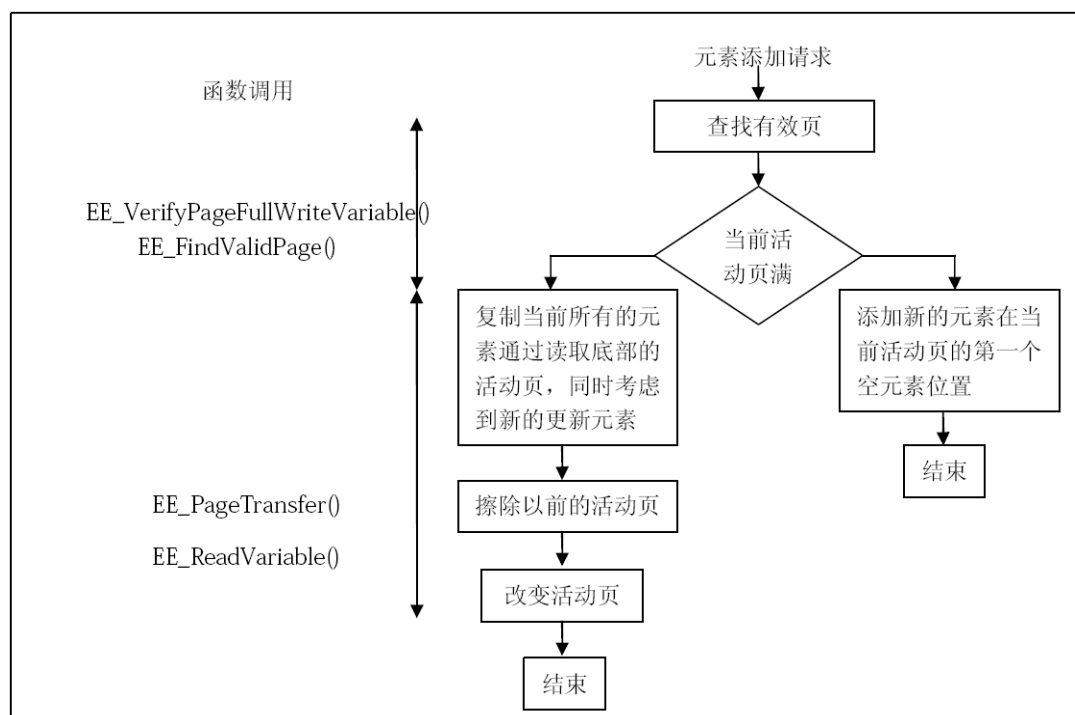 元素添加请求
函数调用
查找有效页
EE_VerifyPageFullWriteVariable()
EE_FindValidPage()
当前活
动页满
复制当前所有的元
素通过读取底部的
活动页，同时考虑
到新的更新元素
添加新的元素在当
前活动页的第一个
空元素位置
结束
EE_PageTransfer()
擦除以前的活动页
EE_ReadVariable()
改变活动页
结束